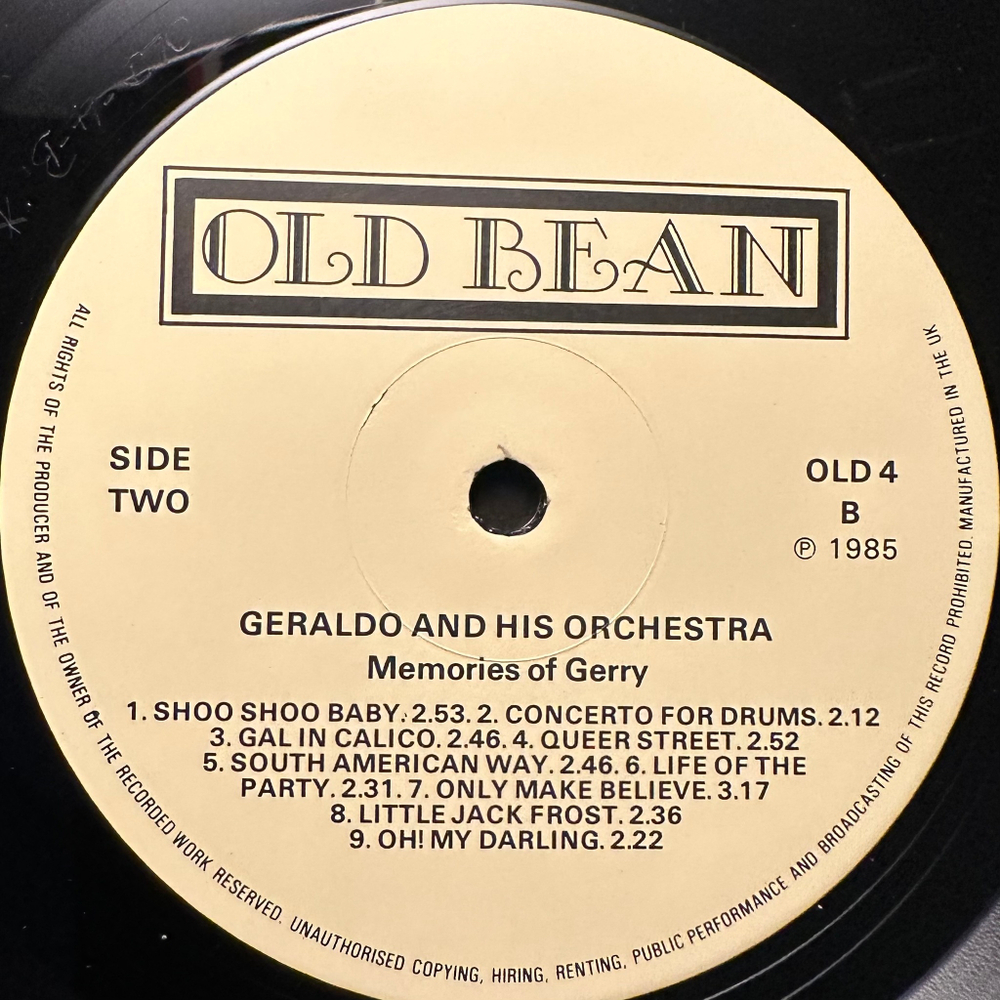 OLD BEAN
SIDE
TWO
OLD 4
B
℗ 1985
GERALDO AND HIS ORCHESTRA
Memories of Gerry
1. SHOO SHOO BABY. 2.53. 2. CONCERTO FOR DRUMS. 2.12
3. GAL IN CALICO. 2.46. 4. QUEER STREET. 2.52
5. SOUTH AMERICAN WAY. 2.46. 6. LIFE OF THE
PARTY. 2.31. 7. ONLY MAKE BELIEVE. 3.17
8. LITTLE JACK FROST. 2.36
9. OH! MY DARLING. 2.22
ALL RIGHTS OF THE PRODUCER AND OF THE OWNER OF THE RECORDED WORK RESERVED. UNAUTHORISED COPYING, HIRING, RENTING, PUBLIC PERFORMANCE AND BROADCASTING OF THIS RECORD PROHIBITED. MANUFACTURED IN THE UK